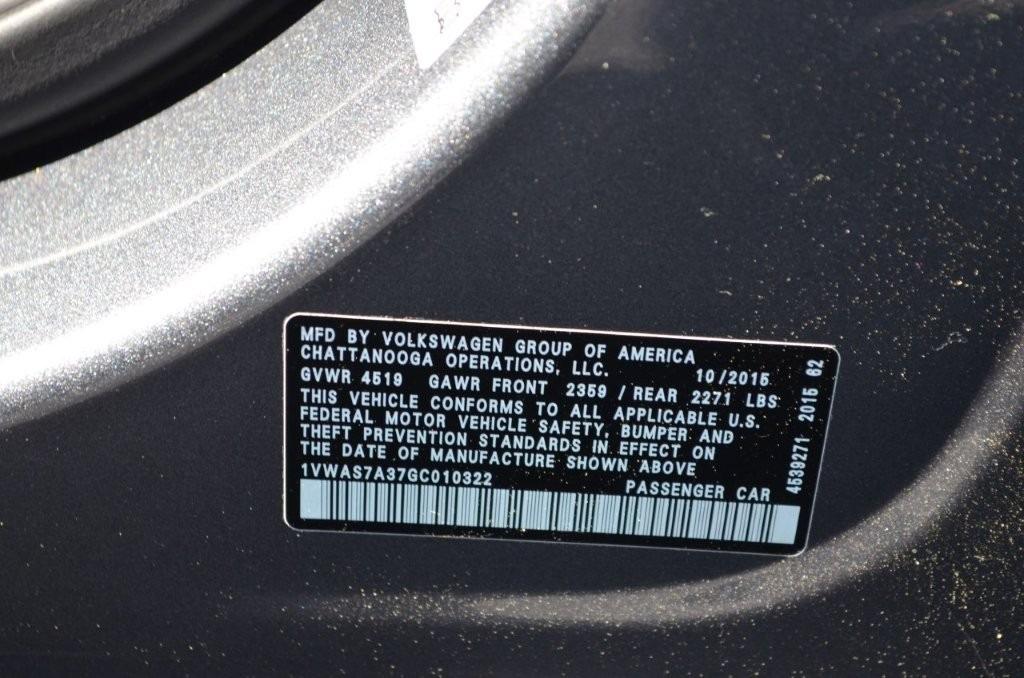 MFD BY VOLKSWAGEN GROUP OF AMERICA
CHATTANOOGA OPERATIONS, LLC. 10/2015
GVWR 4519 GAWR FRONT 2359 / REAR 2271 LBS
THIS VEHICLE CONFORMS TO ALL APPLICABLE U.S.
FEDERAL MOTOR VEHICLE SAFETY, BUMPER AND
THEFT PREVENTION STANDARDS IN EFFECT ON
THE DATE OF MANUFACTURE SHOWN ABOVE
1VWAS7A37GC010322 PASSENGER CAR
4539271 2015 62